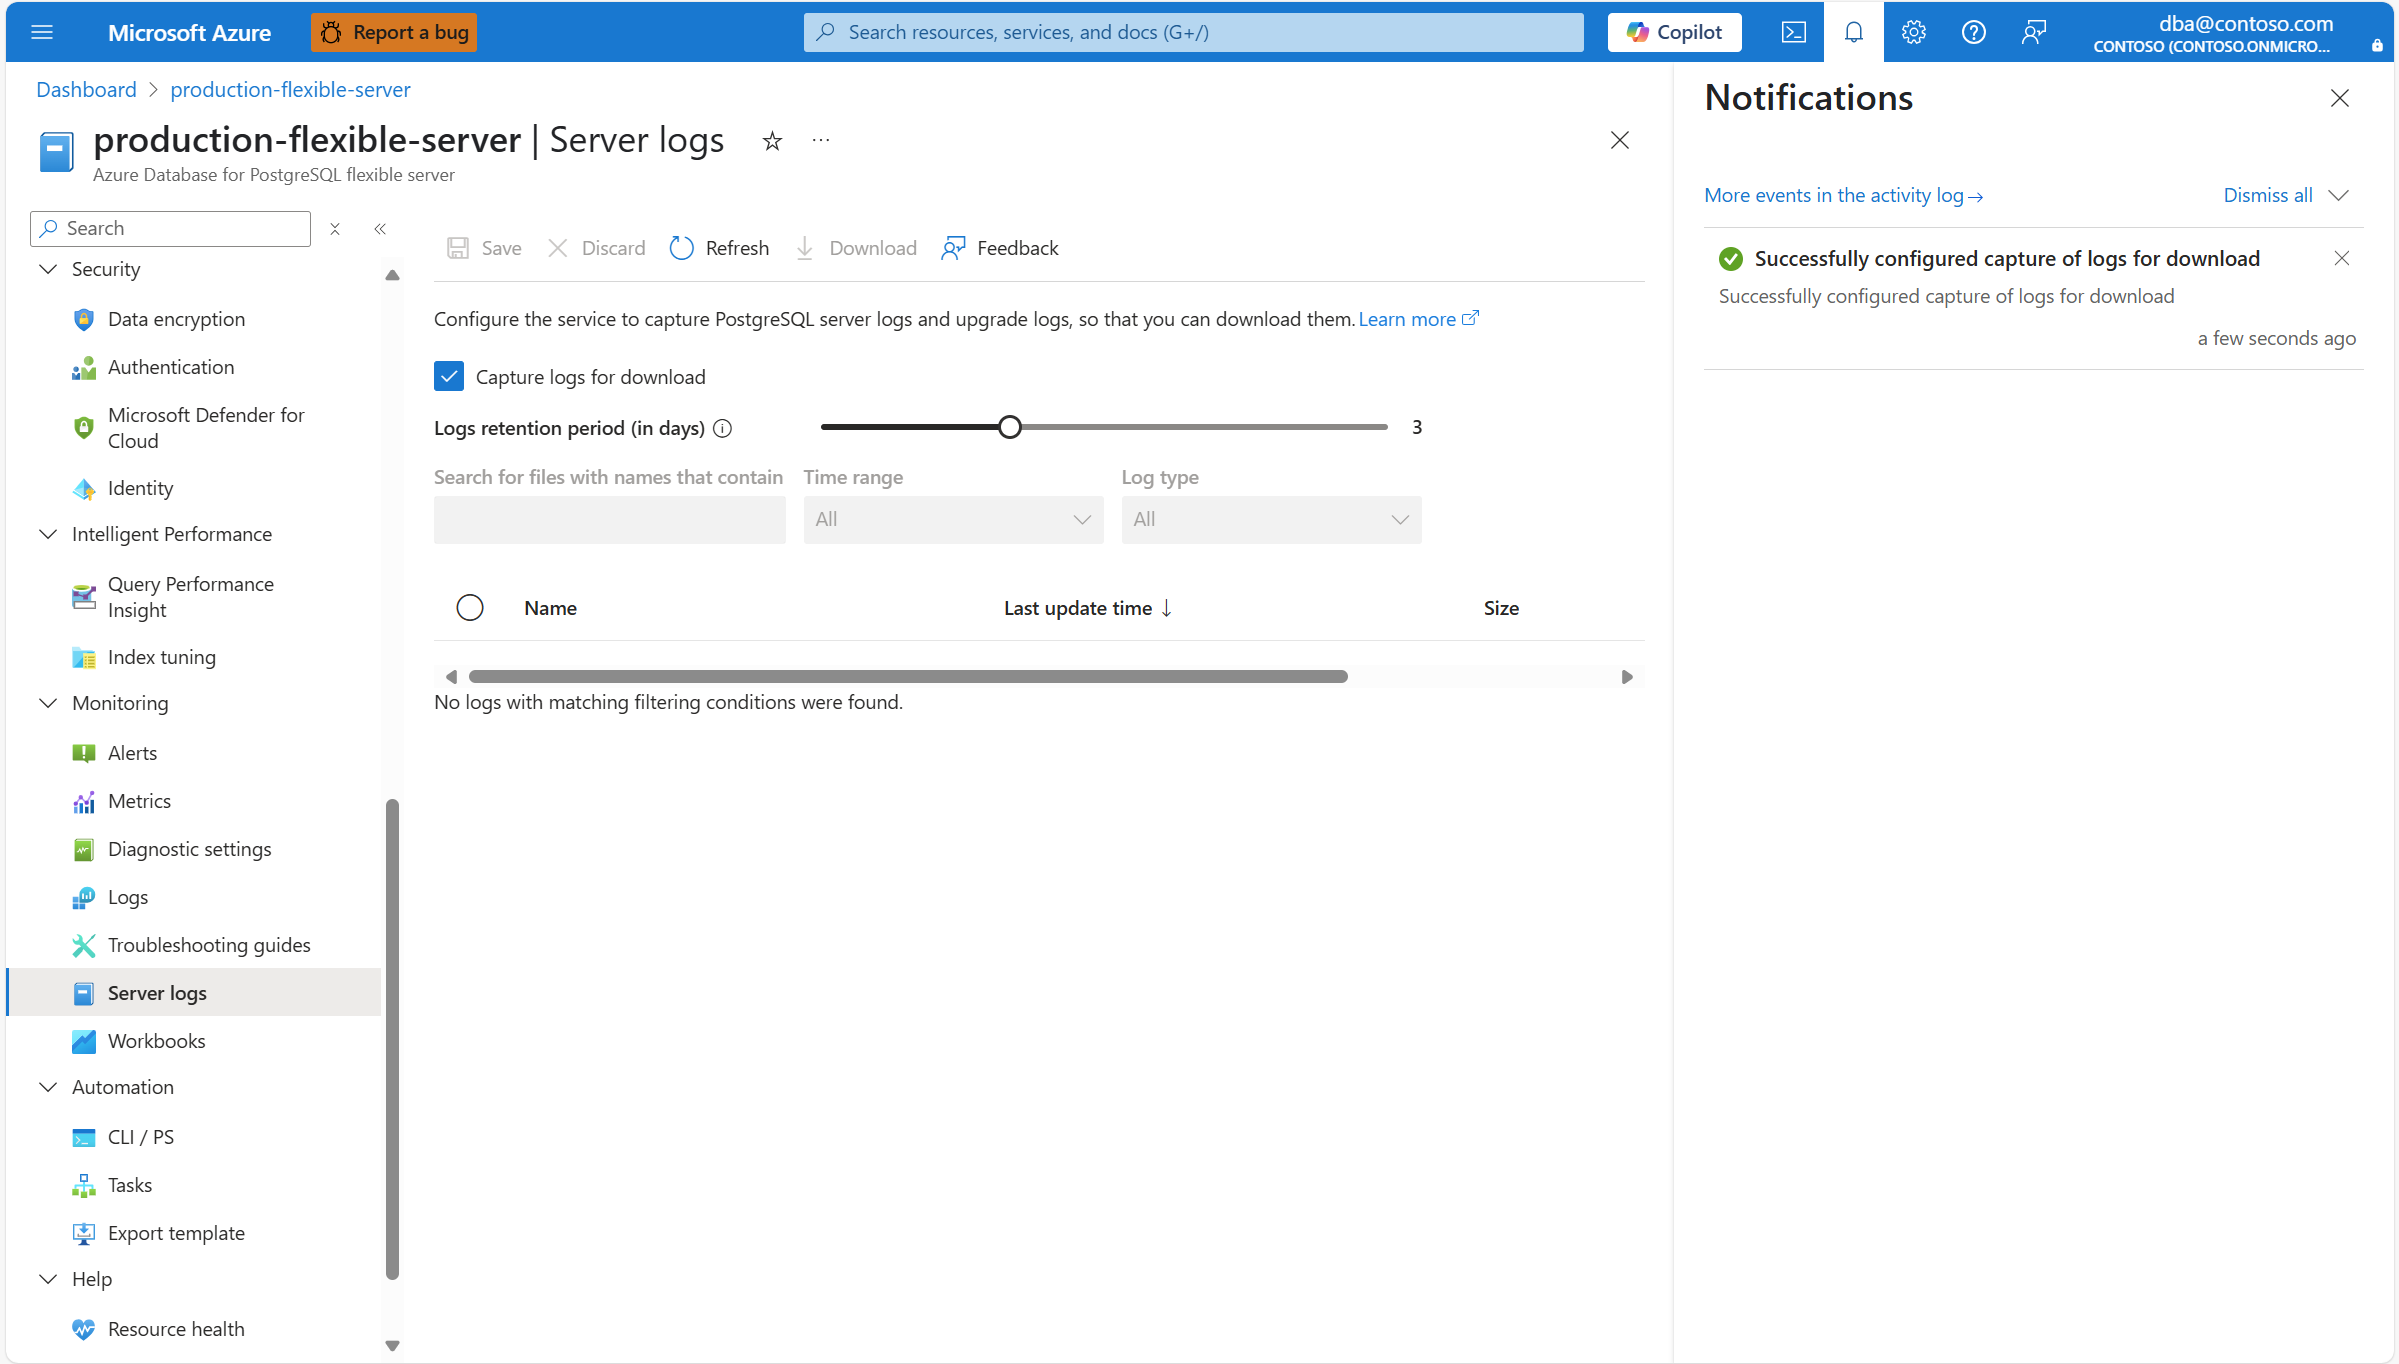 Microsoft Azure
Report a bug
Search resources, services, and docs (G+/)
Copilot
dba@contoso.com
CONTOSO (CONTOSO.ONMICRO...
Dashboard > production-flexible-server
production-flexible-server | Server logs
Azure Database for PostgreSQL flexible server
Search
Security
Data encryption
Authentication
Microsoft Defender for
Cloud
Identity
Intelligent Performance
Query Performance
Insight
Index tuning
Monitoring
Alerts
Metrics
Diagnostic settings
Logs
Troubleshooting guides
Server logs
Workbooks
Automation
CLI / PS
Tasks
Export template
Help
Resource health
Save
Discard
Refresh
Download
Feedback
Configure the service to capture PostgreSQL server logs and upgrade logs, so that you can download them. Learn more
Capture logs for download
Logs retention period (in days)
3
Search for files with names that contain
Time range
Log type
All
All
Name
Last update time ↓
Size
No logs with matching filtering conditions were found.
Notifications
More events in the activity log→
Dismiss all
Successfully configured capture of logs for download
Successfully configured capture of logs for download
a few seconds ago